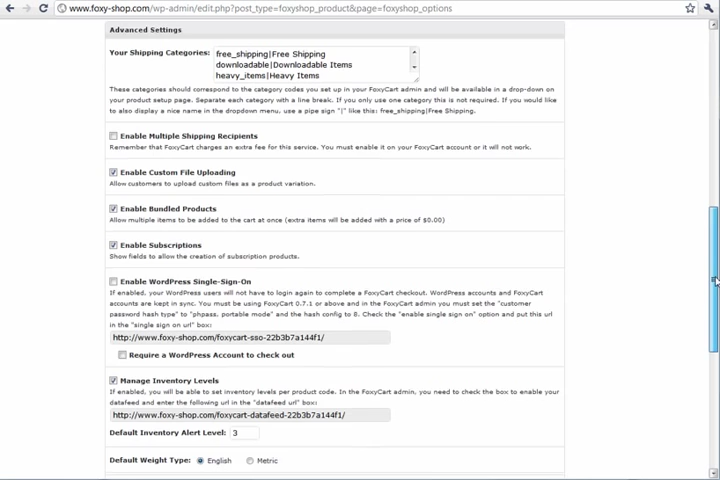 www.foxy-shop.com/wp-admin/edit.php?post_type=foxyshop_product&page=foxyshop_options
Advanced Settings
Your Shipping Categories:
free_shipping|Free Shipping
downloadable|Downloadable Items
heavy_items|Heavy Items
These categories should correspond to the category codes you set up in your FoxyCart admin and will be available in a drop-down on
your product setup page. Separate each category with a line break. If you only use one category this is not required. If you would like
to also display a nice name in the dropdown menu, use a pipe sign "|" like this: free_shipping|Free Shipping.
Enable Multiple Shipping Recipients
Remember that FoxyCart charges an extra fee for this service. You must enable it on your FoxyCart account or it will not work.
Enable Custom File Uploading
Allow customers to upload custom files as a product variation.
Enable Bundled Products
Allow multiple items to be added to the cart at once (extra items will be added with a price of $0.00)
Enable Subscriptions
Show fields to allow the creation of subscription products.
Enable WordPress Single-Sign-On
If enabled, your WordPress users will not have to login again to complete a FoxyCart checkout. WordPress accounts and FoxyCart
accounts are kept in sync. You must be using FoxyCart 0.7.1 or above and in the FoxyCart admin you must set the "customer
password hash type" to "phpass, portable mode" and the hash config to 8. Check the "enable single sign on" option and put this url
in the "single sign on url" box:
http://www.foxy-shop.com/foxycart-sso-22b3b7a144f1/
Require a WordPress Account to check out
Manage Inventory Levels
If enabled, you will be able to set inventory levels per product code. In the FoxyCart admin, you need to check the box to enable your
datafeed and enter the following url in the "datafeed url" box:
http://www.foxy-shop.com/foxycart-datafeed-22b3b7a144f1/
Default Inventory Alert Level: 3
Default Weight Type: English Metric